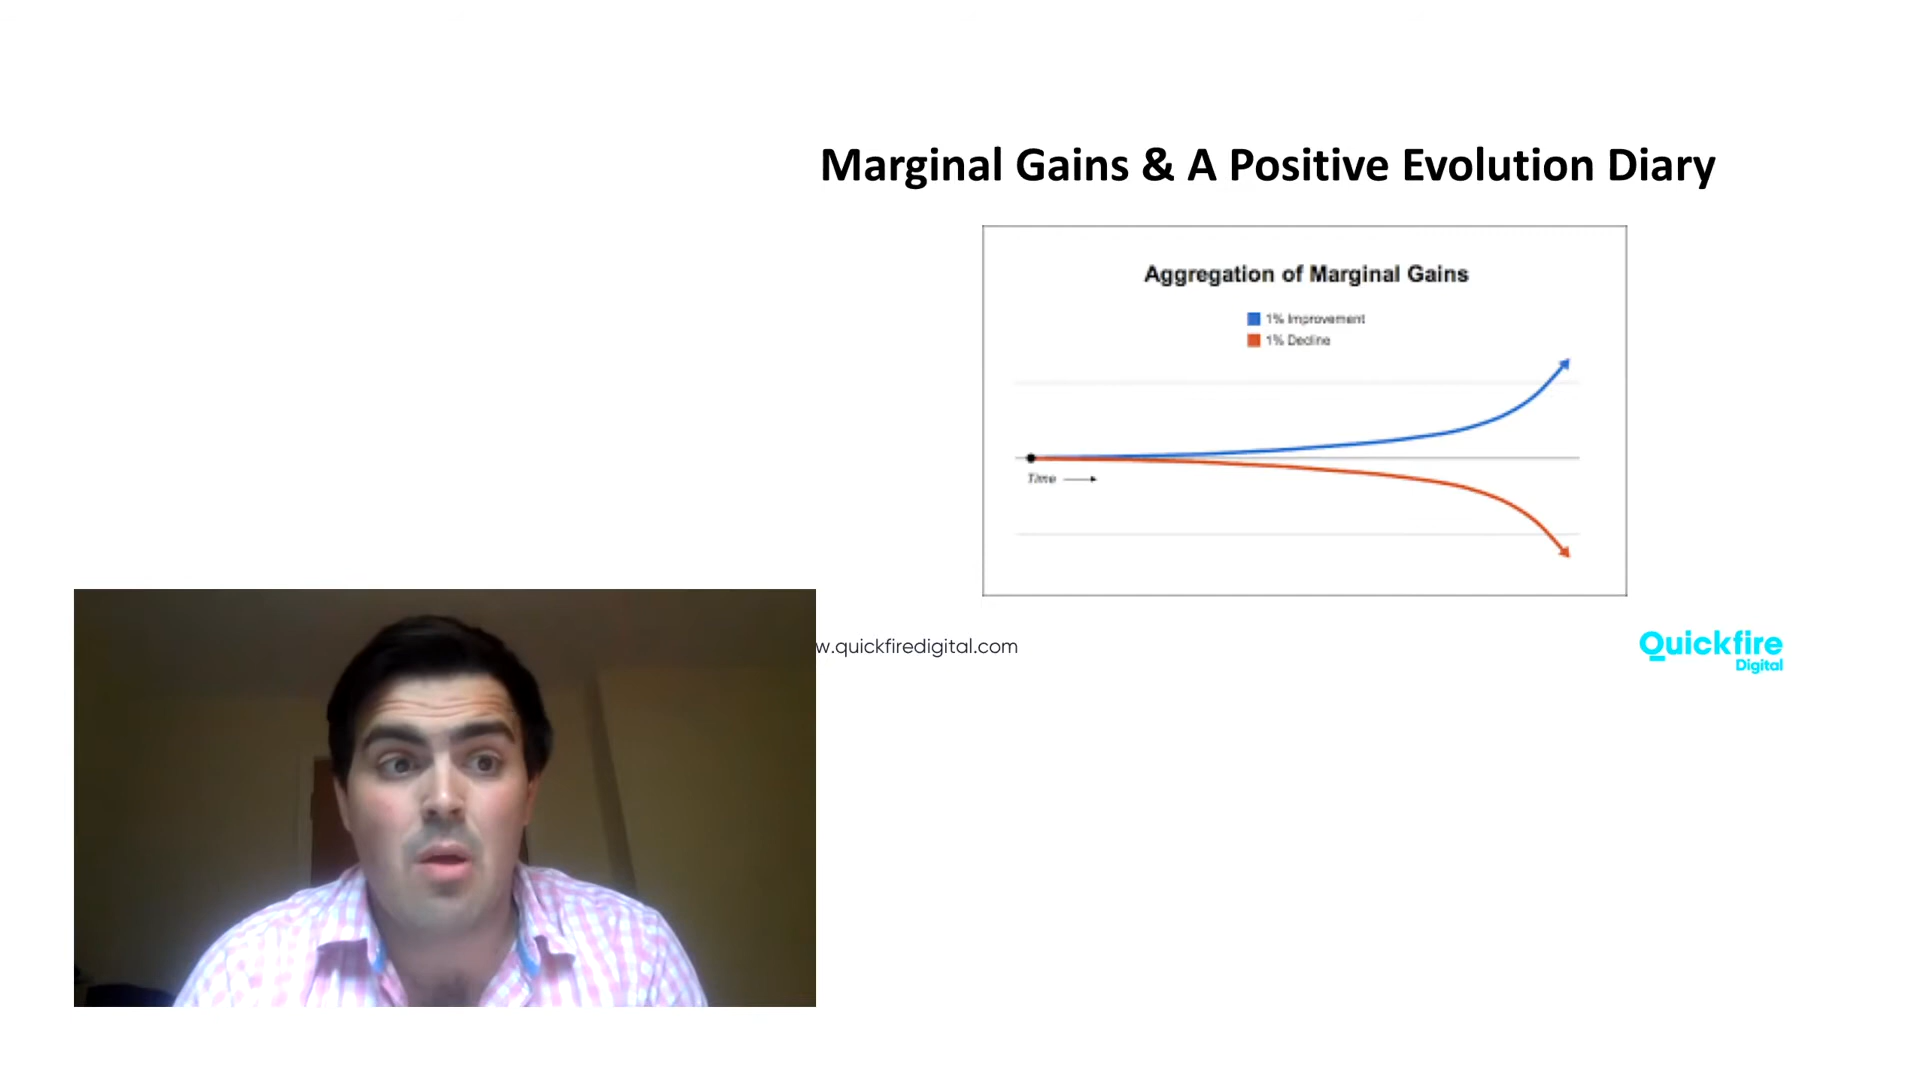 Marginal Gains & A Positive Evolution Diary
Aggregation of Marginal Gains
1% Improvement
1% Decline
Time
w.quickfiredigital.com
Quickfire
Digital